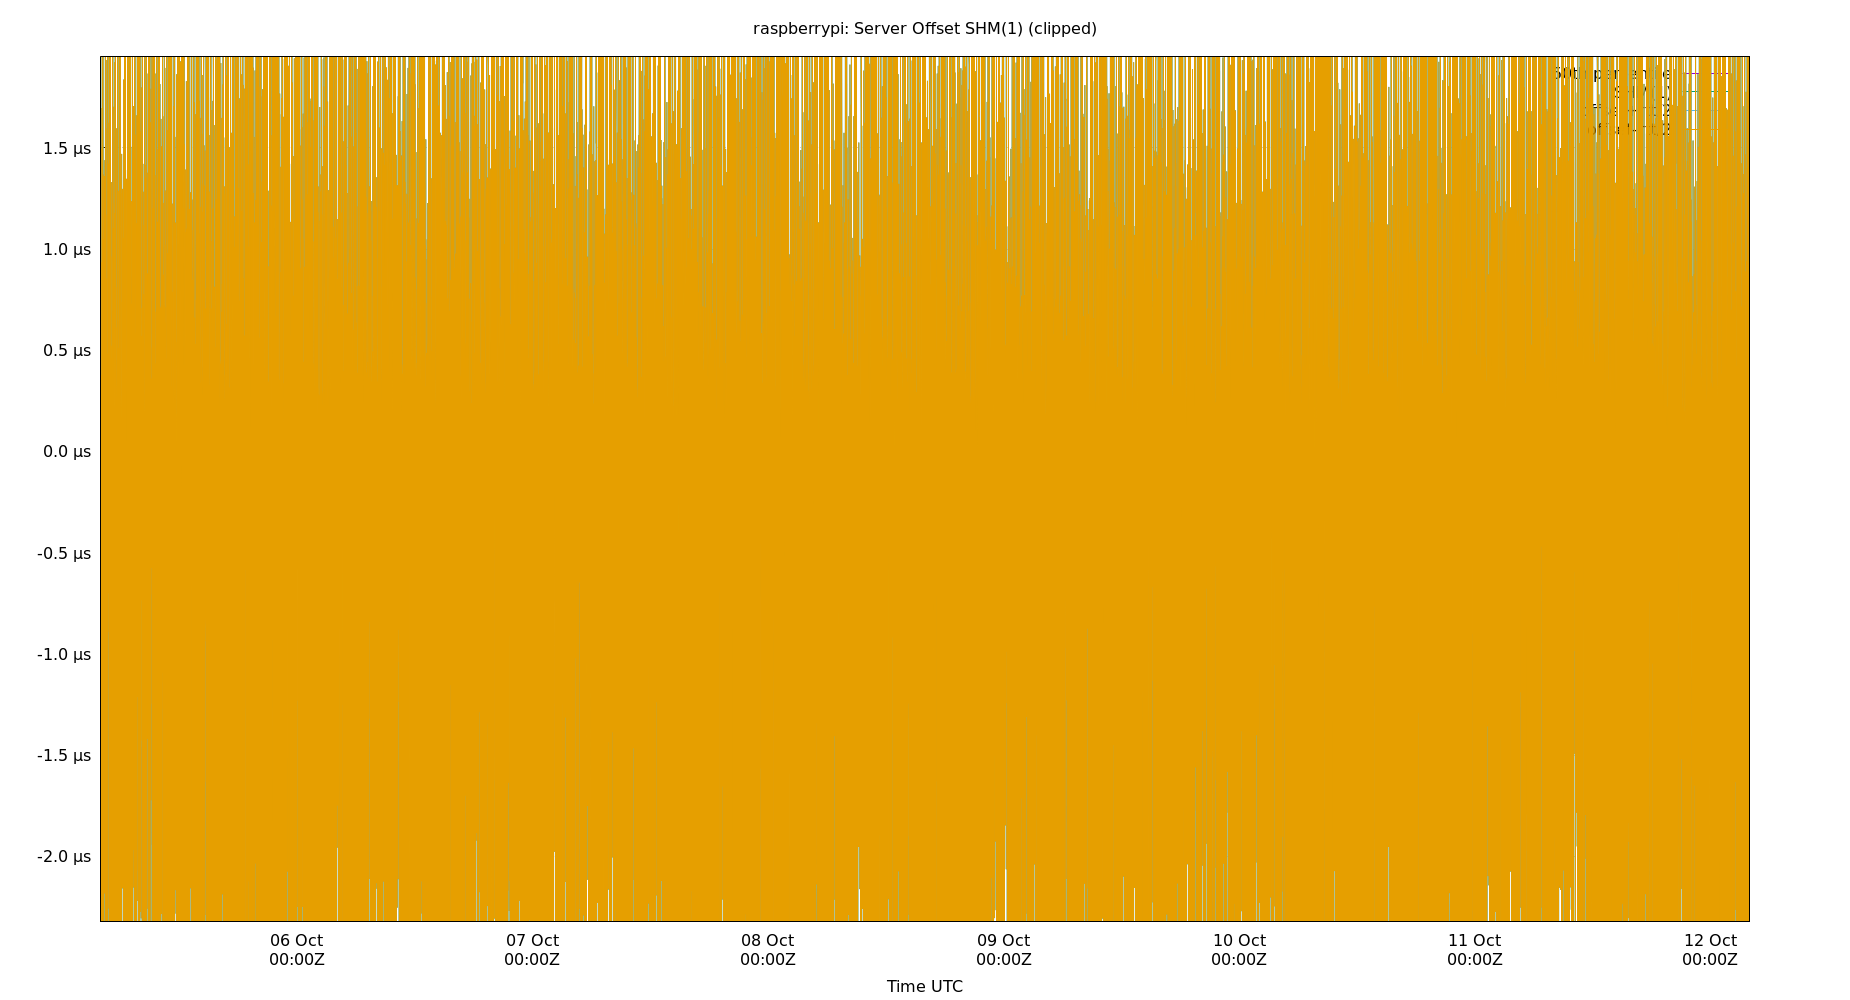 raspberrypi: Server Offset SHM(1) (clipped)
1.5 µs
1.0 µs
0.5 µs
0.0 µs
-0.5 µs
-1.0 µs
-1.5 µs
-2.0 µs
06 Oct 07 Oct 08 Oct 09 Oct 10 Oct 11 Oct 12 Oct
00:00Z 00:00Z 00:00Z 00:00Z 00:00Z 00:00Z 00:00Z
Time UTC